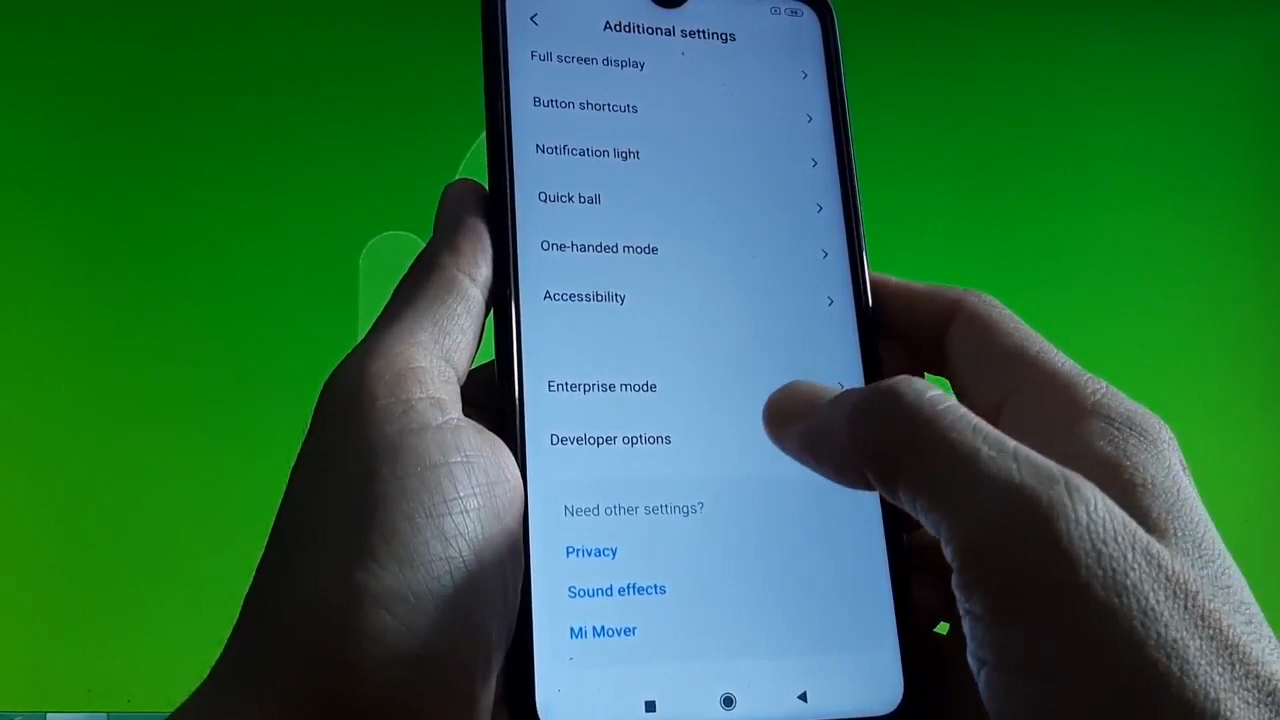 Additional settings
Full screen display
Button shortcuts
Notification light
Quick ball
One-handed mode
Accessibility
Enterprise mode
Developer options
Need other settings?
Privacy
Sound effects
Mi Mover